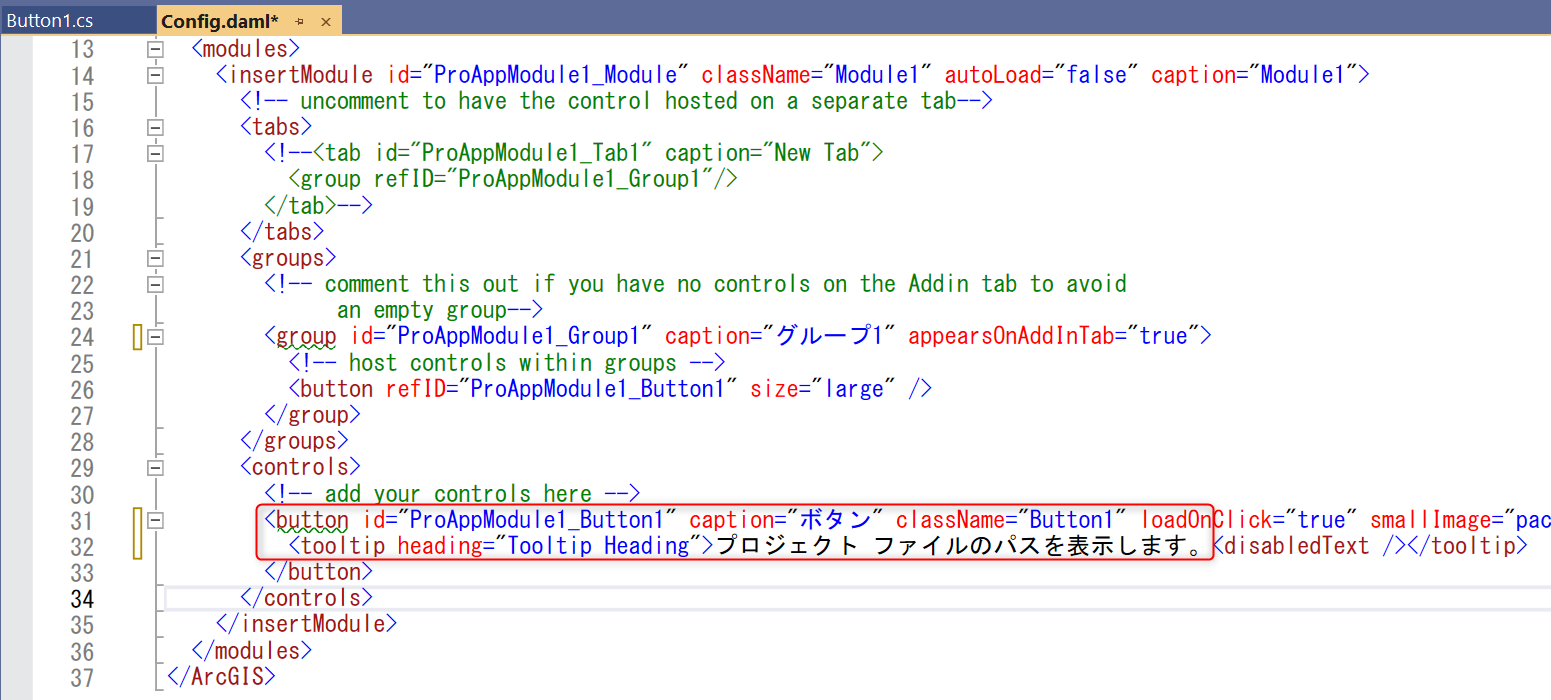 Button1.cs Config.daml*
13 <modules>
14 <insertModule id="ProAppModule1_Module" className="Module1" autoLoad="false" caption="Module1">
15 <!-- uncomment to have the control hosted on a separate tab-->
16 <tabs>
17 <!--<tab id="ProAppModule1_Tab1" caption="New Tab">
18 <group refID="ProAppModule1_Group1"/>
19 </tab>-->
20 </tabs>
21 <groups>
22 <!-- comment this out if you have no controls on the Addin tab to avoid
23 an empty group-->
24 <group id="ProAppModule1_Group1" caption="グループ1" appearsOnAddInTab="true">
25 <!-- host controls within groups -->
26 <button refID="ProAppModule1_Button1" size="large" />
27 </group>
28 </groups>
29 <controls>
30 <!-- add your controls here -->
31 <button id="ProAppModule1_Button1" caption="ボタン" className="Button1" loadOnClick="true" smallImage="pac
32 <tooltip heading="Tooltip Heading">プロジェクト ファイルのパスを表示します。<disabledText /></tooltip>
33 </button>
34 </controls>
35 </insertModule>
36 </modules>
37 </ArcGIS>